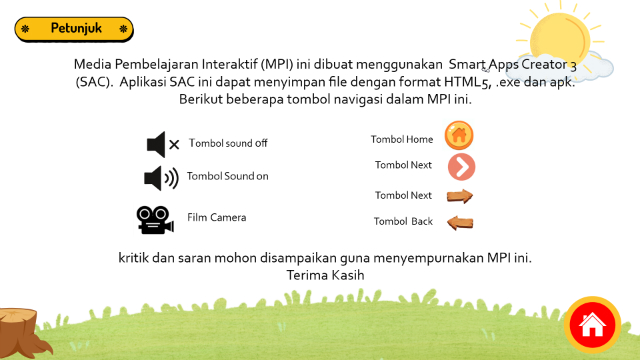 Petunjuk
Media Pembelajaran Interaktif (MPI) ini dibuat menggunakan Smart Apps Creator 3
(SAC). Aplikasi SAC ini dapat menyimpan file dengan format HTML5, .exe dan apk.
Berikut beberapa tombol navigasi dalam MPI ini.
Tombol sound off
Tombol Sound on
Film Camera
Tombol Home
Tombol Next
Tombol Next
Tombol Back
kritik dan saran mohon disampaikan guna menyempurnakan MPI ini.
Terima Kasih